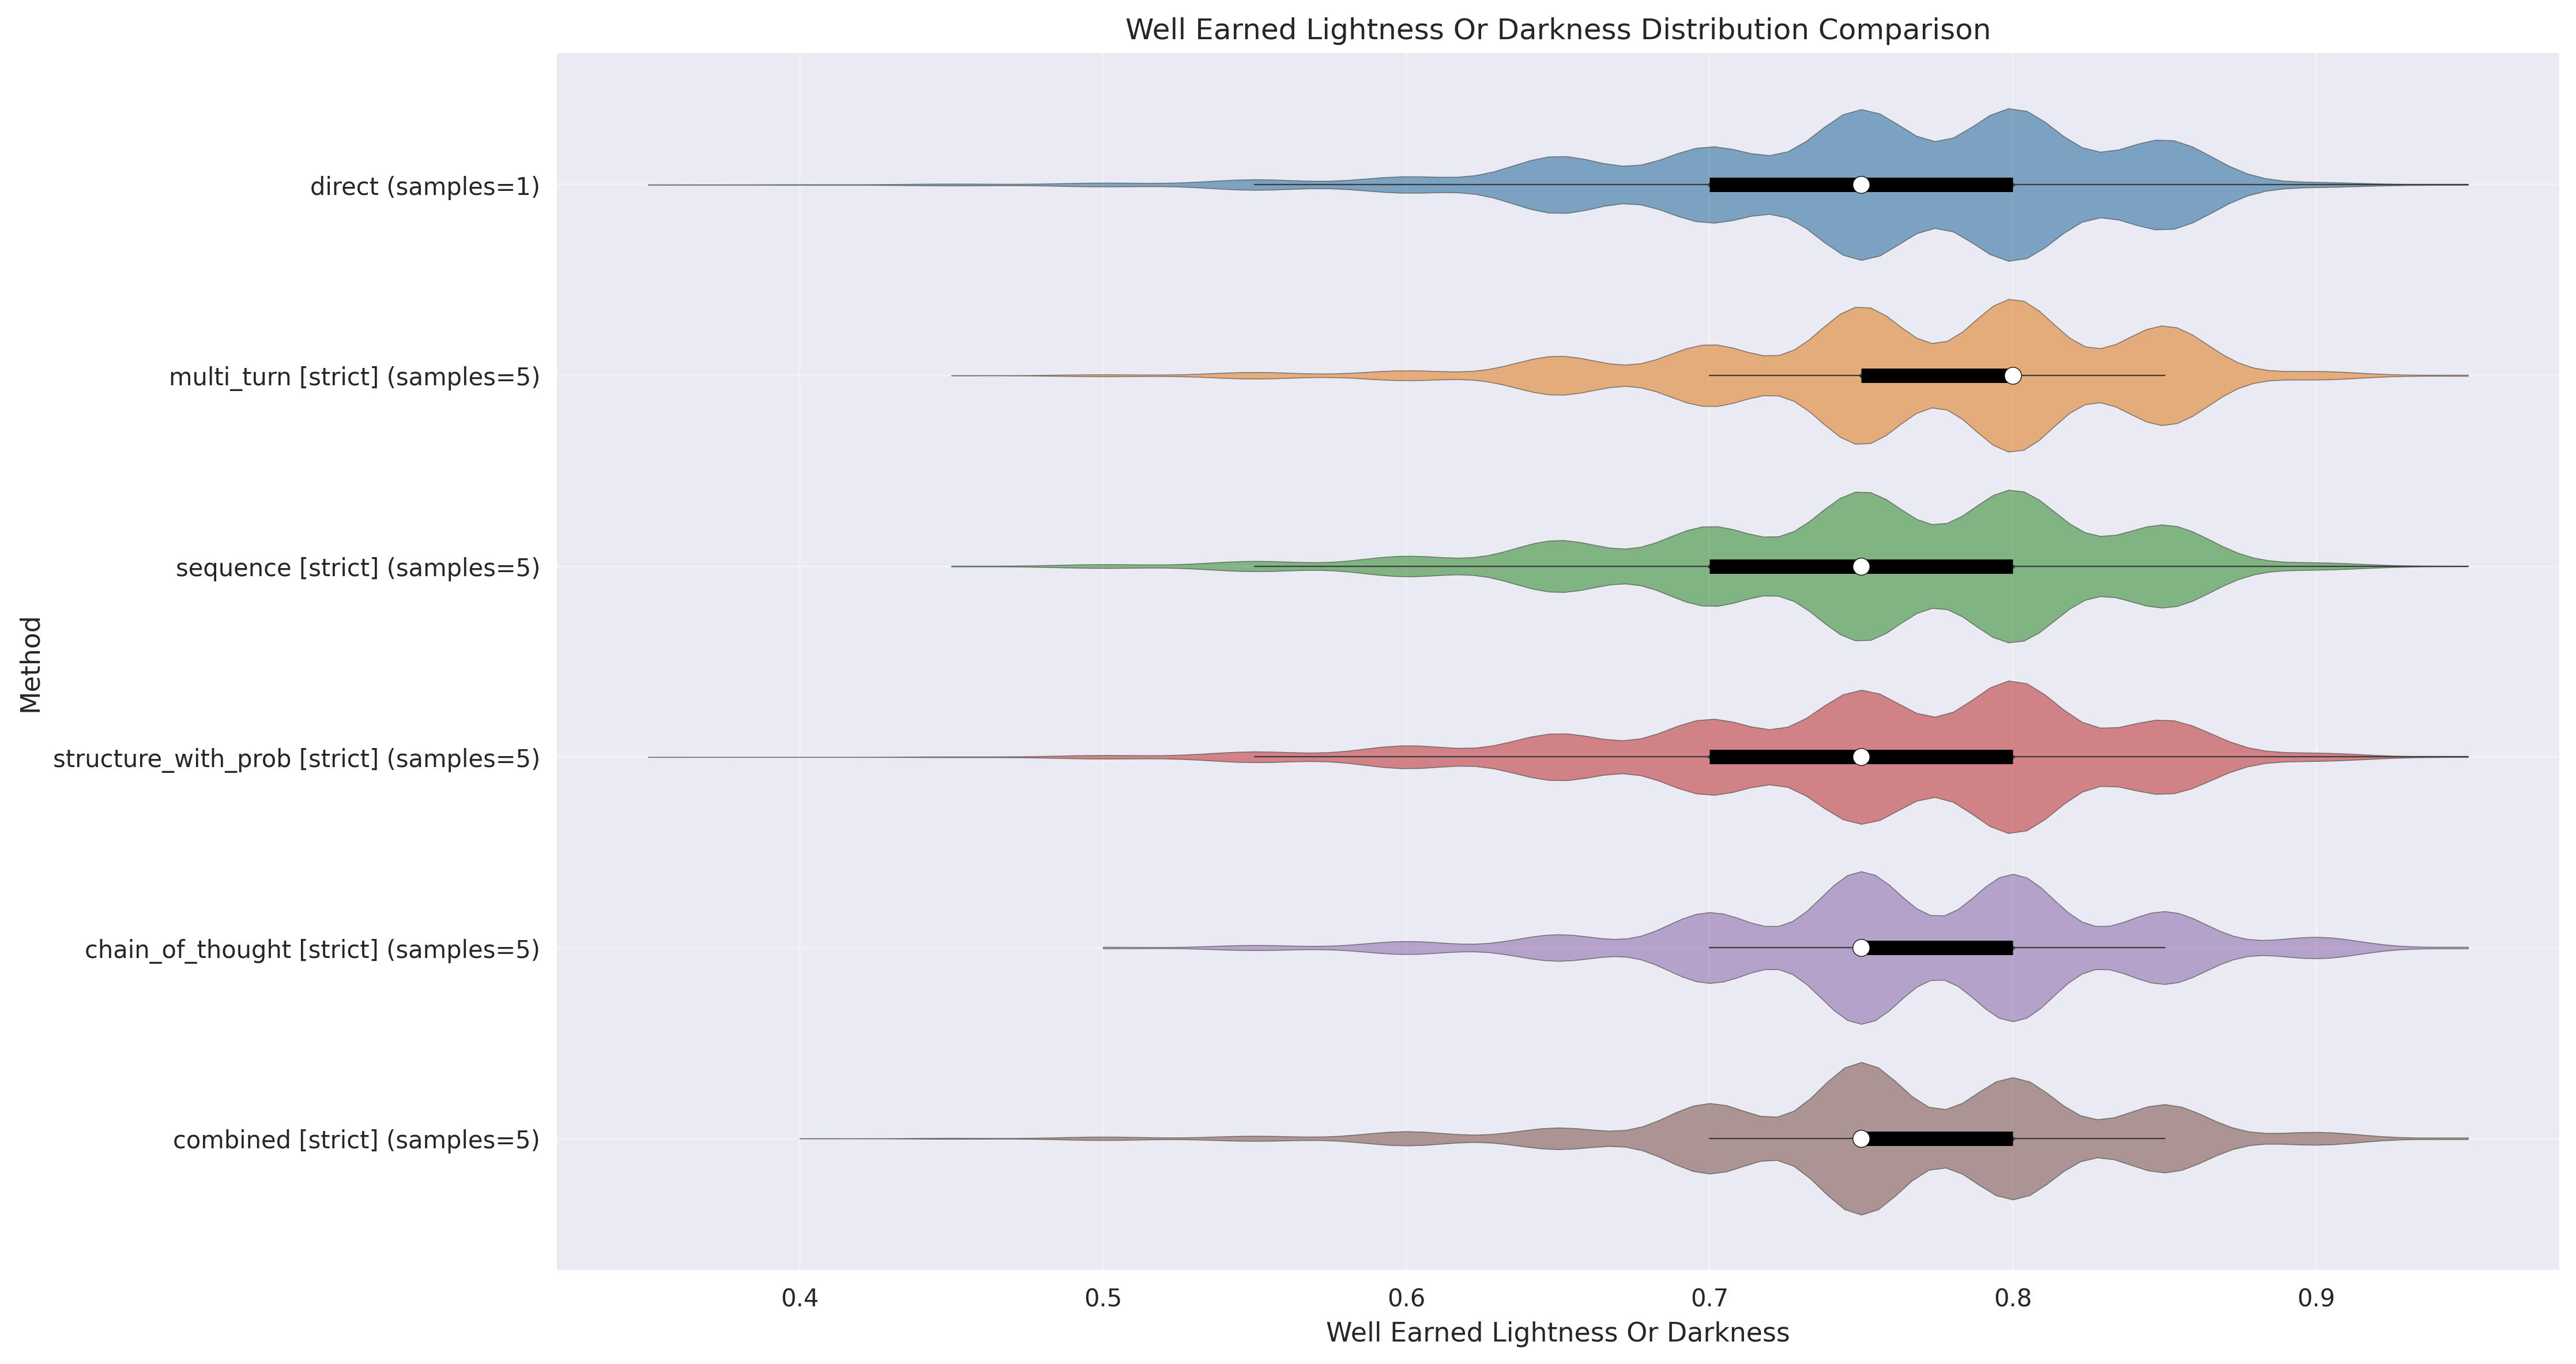 Well Earned Lightness Or Darkness Distribution Comparison
direct (samples=1)
multi_turn [strict] (samples=5)
sequence [strict] (samples=5)
structure_with_prob [strict] (samples=5)
chain_of_thought [strict] (samples=5)
combined [strict] (samples=5)
Method
0.4 0.5 0.6 0.7 0.8 0.9
Well Earned Lightness Or Darkness